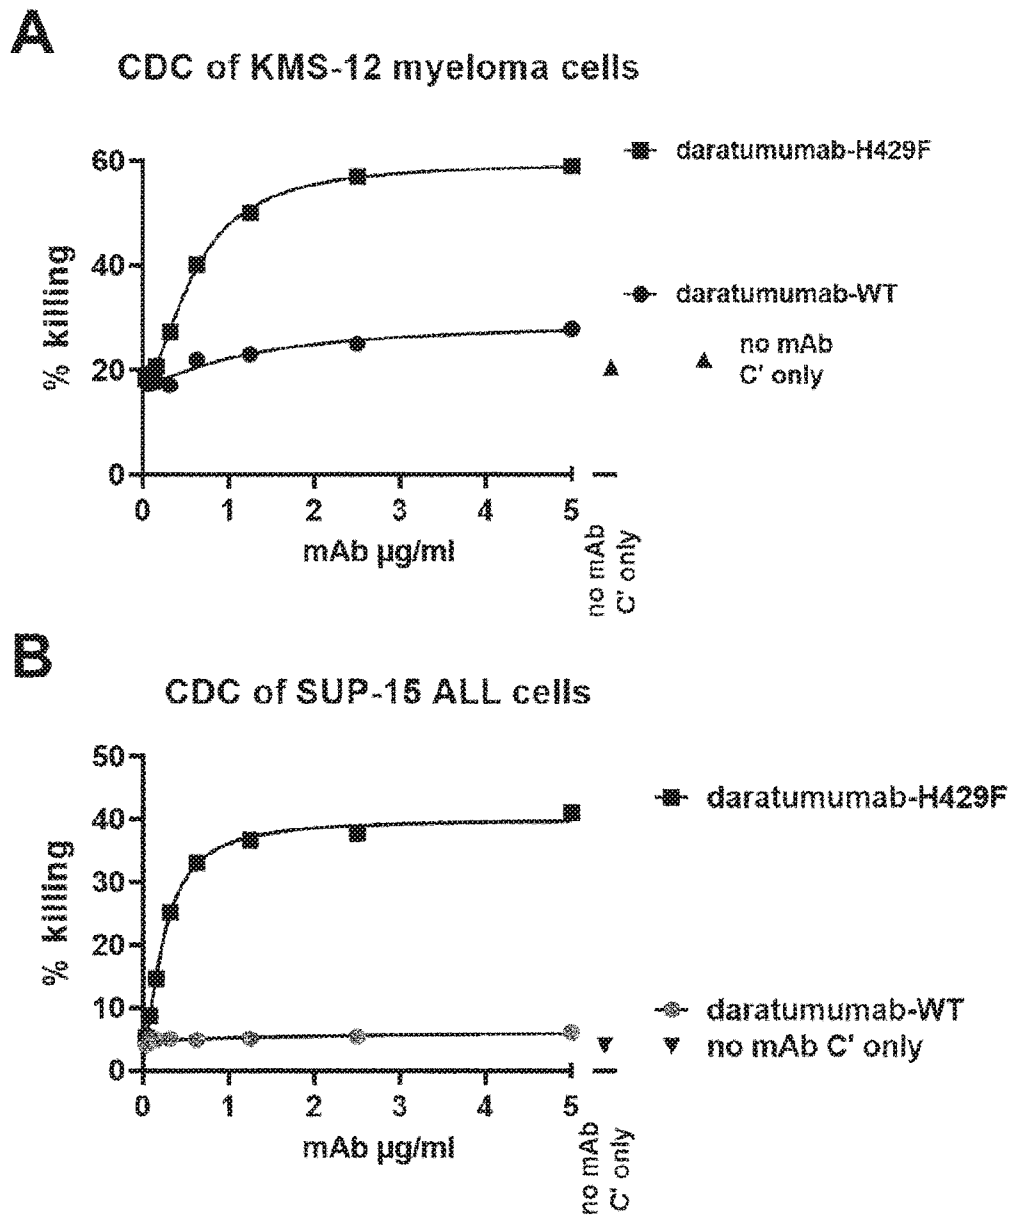 A
CDC of KMS-12 myeloma cells
60
40
20
0
% killing
0 1 2 3 4 5
mAb µg/ml
no mAb
C' only
daratumumab-H429F
daratumumab-WT
no mAb
C' only
B
CDC of SUP-15 ALL cells
50
40
30
20
10
0
% killing
0 1 2 3 4 5
mAb µg/ml
no mAb
C' only
daratumumab-H429F
daratumumab-WT
no mAb C' only